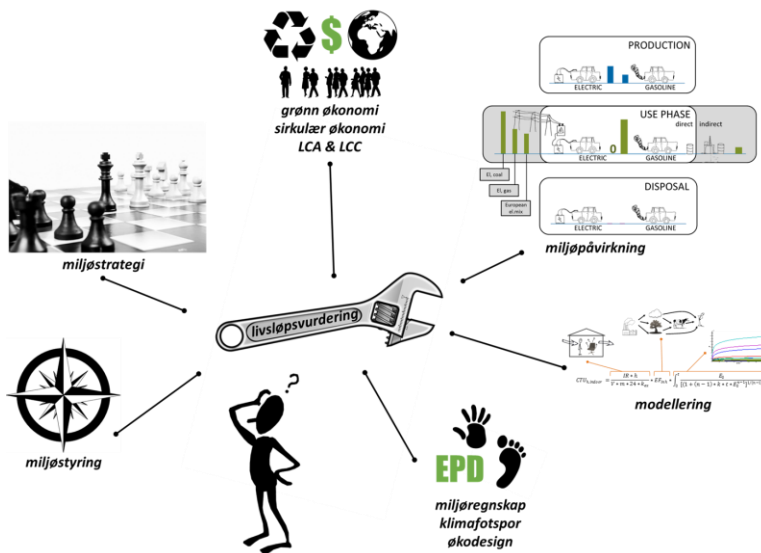 $
grønn økonomi
sirkulær økonomi
LCA & LCC
PRODUCTION
ELECTRIC
GASOLINE
USE PHASE
direct
indirect
0
ELECTRIC
GASOLINE
El, coal
El, gas
European
el.mix
DISPOSAL
ELECTRIC
GASOLINE
miljøpåvirkning
miljøstrategi
livsløpsvurdering
modellering
miljøstyring
?
EPD
miljøregnskap
klimafotspor
økodesign